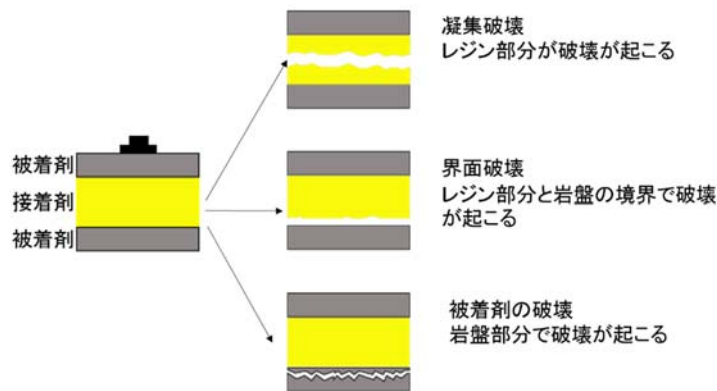 被着剤
接着剤
被着剤
凝集破壊
レジン部分が破壊が起こる
界面破壊
レジン部分と岩盤の境界で破壊
が起こる
被着剤の破壊
岩盤部分で破壊が起こる